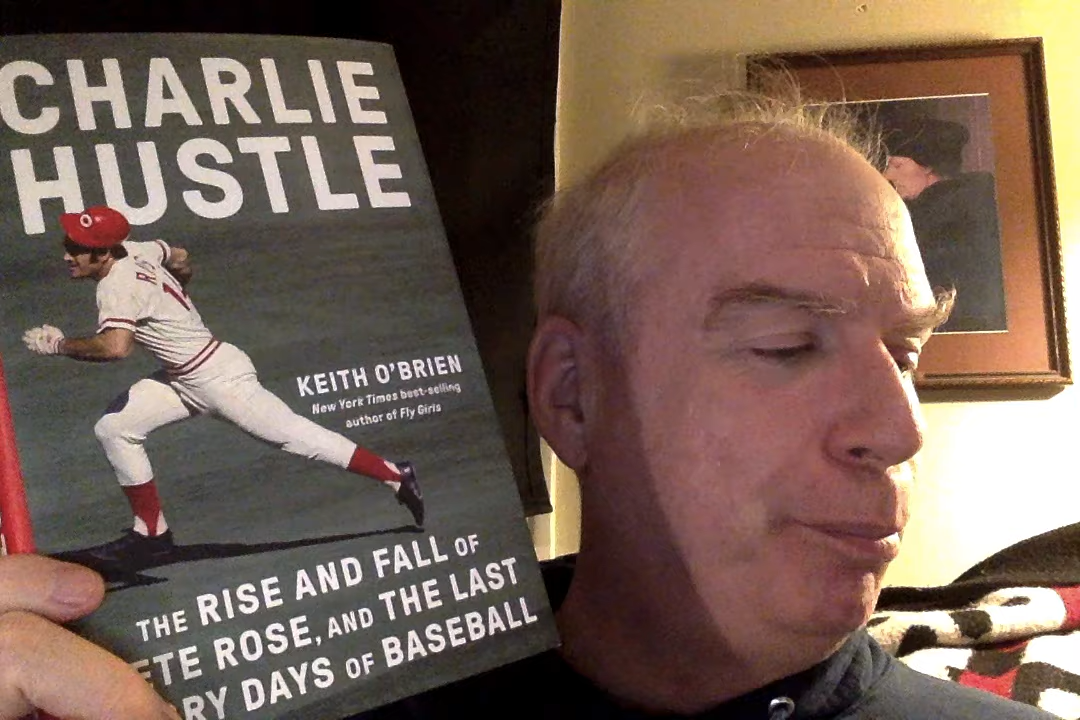 CHARLIE
HUSTLE
KEITH O'BRIEN
New York Times best-selling
author of Fly Girls
THE RISE AND FALL OF
ETE ROSE, AND THE LAST
RY DAYS OF BASEBALL